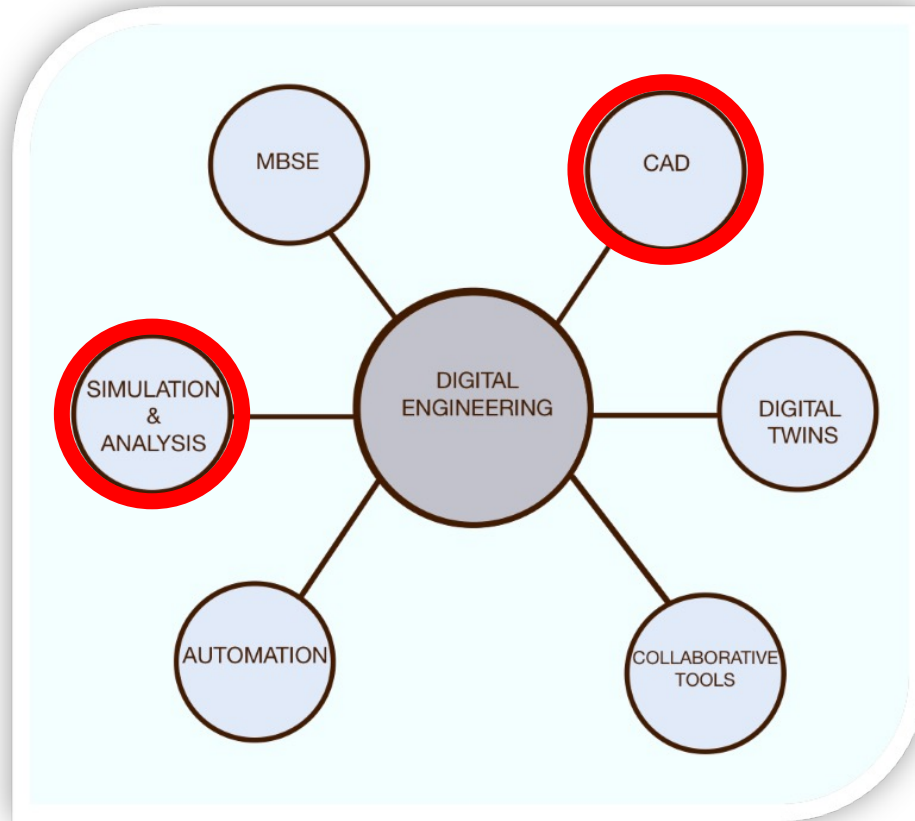 MBSE
CAD
SIMULATION
&
ANALYSIS
DIGITAL
ENGINEERING
DIGITAL
TWINS
AUTOMATION
COLLABORATIVE
TOOLS